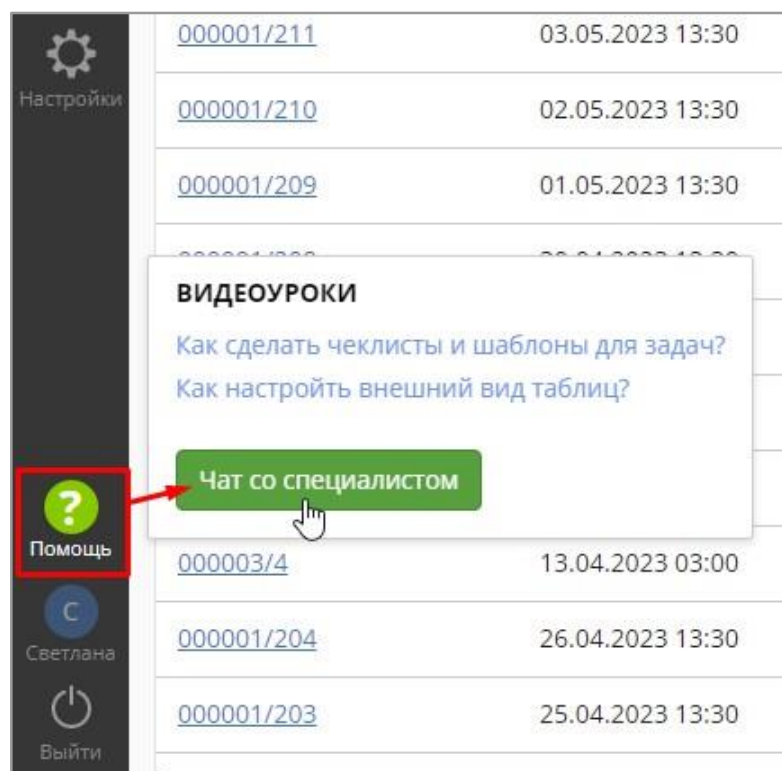 Настройки
000001/211 03.05.2023 13:30
000001/210 02.05.2023 13:30
000001/209 01.05.2023 13:30
ВИДЕОУРОКИ
Как сделать чеклисты и шаблоны для задач?
Как настройть внешний вид таблиц?
Чат со специалистом
?
Помощь
000003/4 13.04.2023 03:00
С
Светлана
000001/204 26.04.2023 13:30
000001/203 25.04.2023 13:30
Выйти